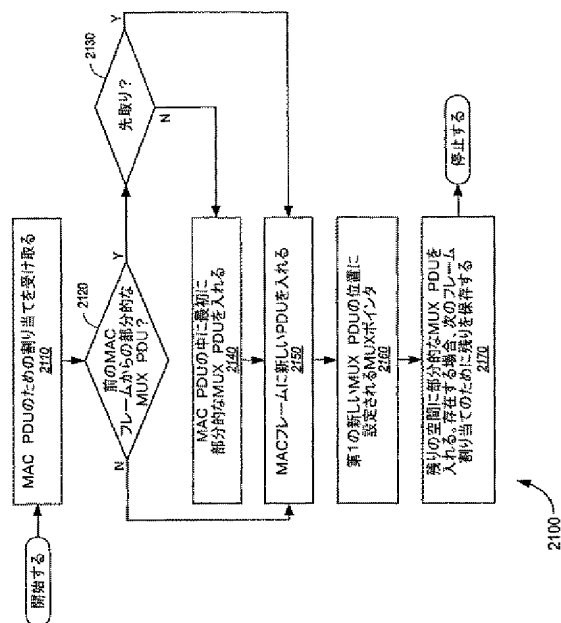 開始する
MAC PDUのための割り当てを受け取る
2110
前のMAC
フレームからの部分的な
MUX PDU?
2120
Y
N
先取り?
2130
Y
N
MAC PDUの中に最初に
部分的なMUX PDUを入れる
2140
MACフレームに新しいPDUを入れる
2150
第1の新しいMUX PDUの位置に
設定されるMUXポインタ
2160
残りの空間に部分的なMUX PDUを
入れる。存在する場合、次のフレーム
割り当てのために残りを保存する
2170
停止する
2100